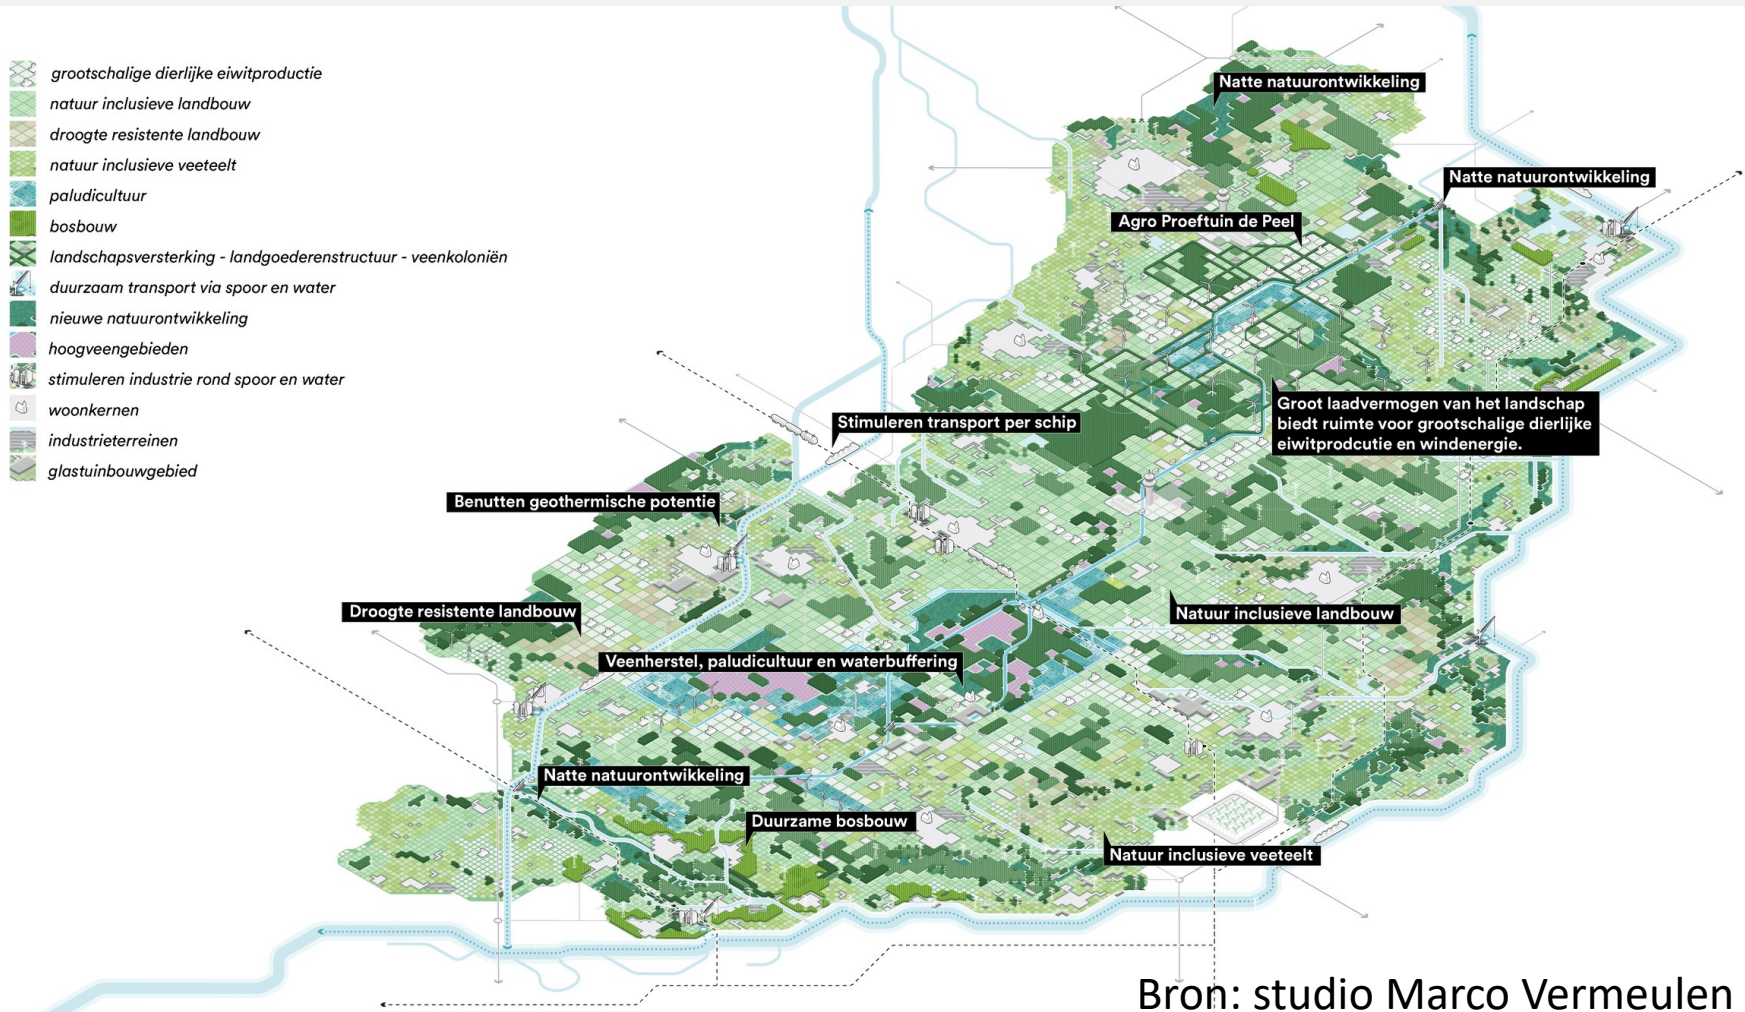 grootschalige dierlijke eiwitproductie
natuur inclusieve landbouw
droogte resistente landbouw
natuur inclusieve veeteelt
paludicultuur
bosbouw
landschapsversterking - landgoederenstructuur - veenkoloniën
duurzaam transport via spoor en water
nieuwe natuurontwikkeling
hoogveengebieden
stimuleren industrie rond spoor en water
woonkernen
industrieterreinen
glastuinbouwgebied
Natte natuurontwikkeling
Natte natuurontwikkeling
Agro Proeftuin de Peel
Groot laadvermogen van het landschap
biedt ruimte voor grootschalige dierlijke
eiwitprodcutie en windenergie.
Stimuleren transport per schip
Benutten geothermische potentie
Droogte resistente landbouw
Natuur inclusieve landbouw
Veenherstel, paludicultuur en waterbuffering
Natte natuurontwikkeling
Duurzame bosbouw
Natuur inclusieve veeteelt
Bron: studio Marco Vermeulen